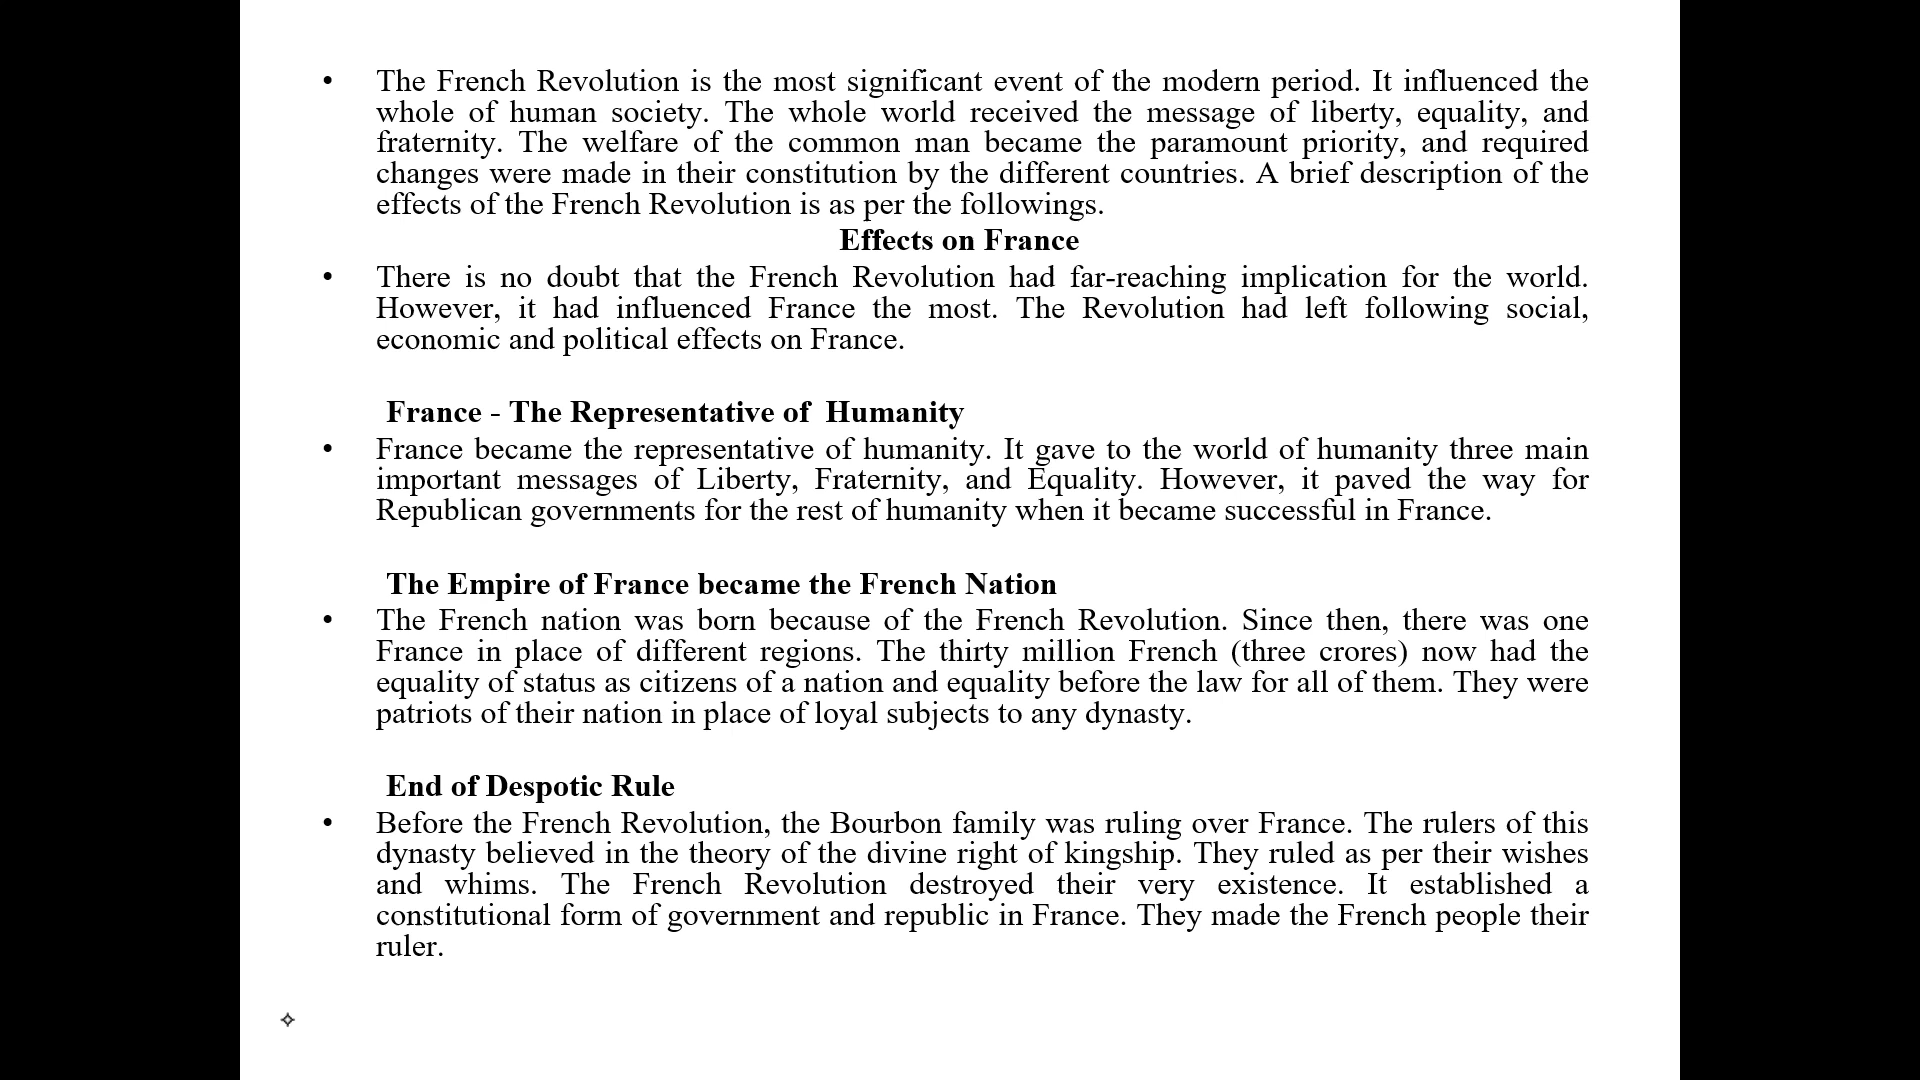 • The French Revolution is the most significant event of the modern period. It influenced the
whole of human society. The whole world received the message of liberty, equality, and
fraternity. The welfare of the common man became the paramount priority, and required
changes were made in their constitution by the different countries. A brief description of the
effects of the French Revolution is as per the followings.
Effects on France
• There is no doubt that the French Revolution had far-reaching implication for the world.
However, it had influenced France the most. The Revolution had left following social,
economic and political effects on France.
France - The Representative of  Humanity
• France became the representative of humanity. It gave to the world of humanity three main
important messages of Liberty, Fraternity, and Equality. However, it paved the way for
Republican governments for the rest of humanity when it became successful in France.
The Empire of France became the French Nation
• The French nation was born because of the French Revolution. Since then, there was one
France in place of different regions. The thirty million French (three crores) now had the
equality of status as citizens of a nation and equality before the law for all of them. They were
patriots of their nation in place of loyal subjects to any dynasty.
End of Despotic Rule
• Before the French Revolution, the Bourbon family was ruling over France. The rulers of this
dynasty believed in the theory of the divine right of kingship. They ruled as per their wishes
and whims. The French Revolution destroyed their very existence. It established a
constitutional form of government and republic in France. They made the French people their
ruler.